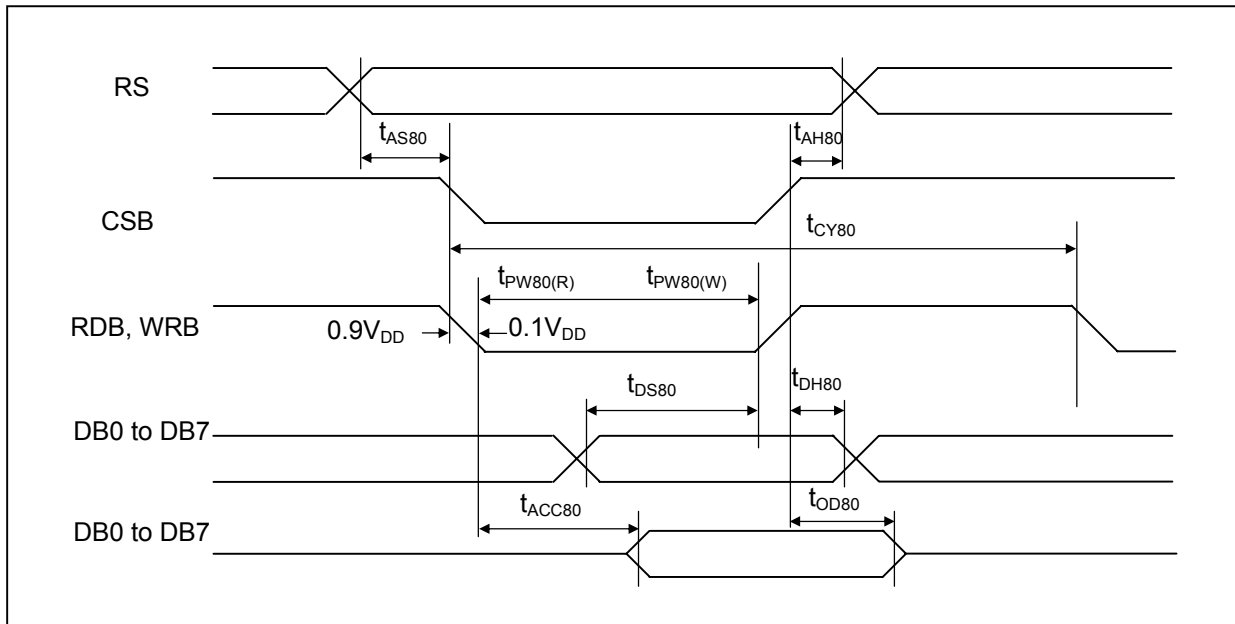 RS
tAS80
tAH80
CSB
tCY80
tPW80(R) tPW80(W)
RDB, WRB
0.9VDD 0.1VDD
tDS80
tDH80
DB0 to DB7
tACC80
tOD80
DB0 to DB7